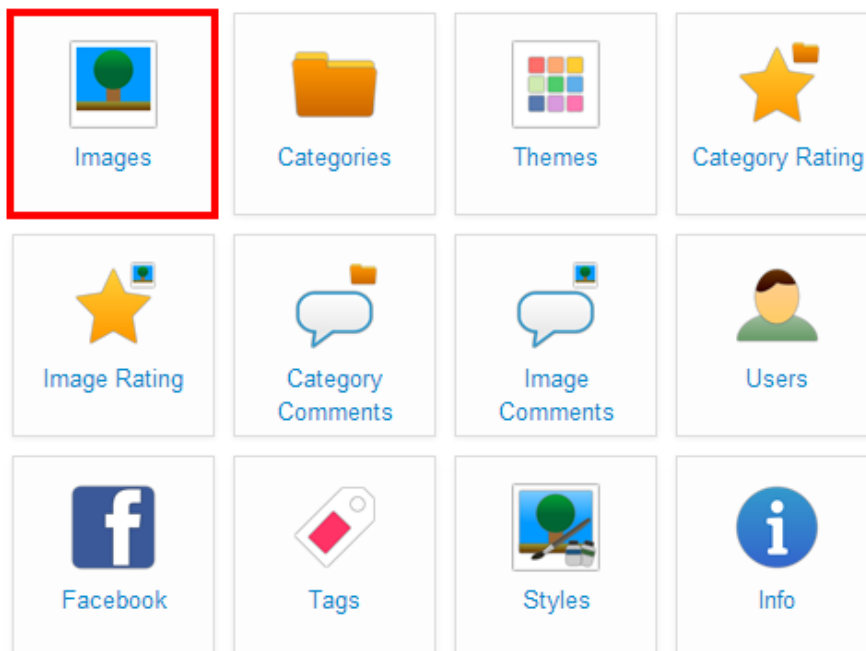 Images
Categories
Themes
Category Rating
Image Rating
Category
Comments
Image
Comments
Users
Facebook
Tags
Styles
Info